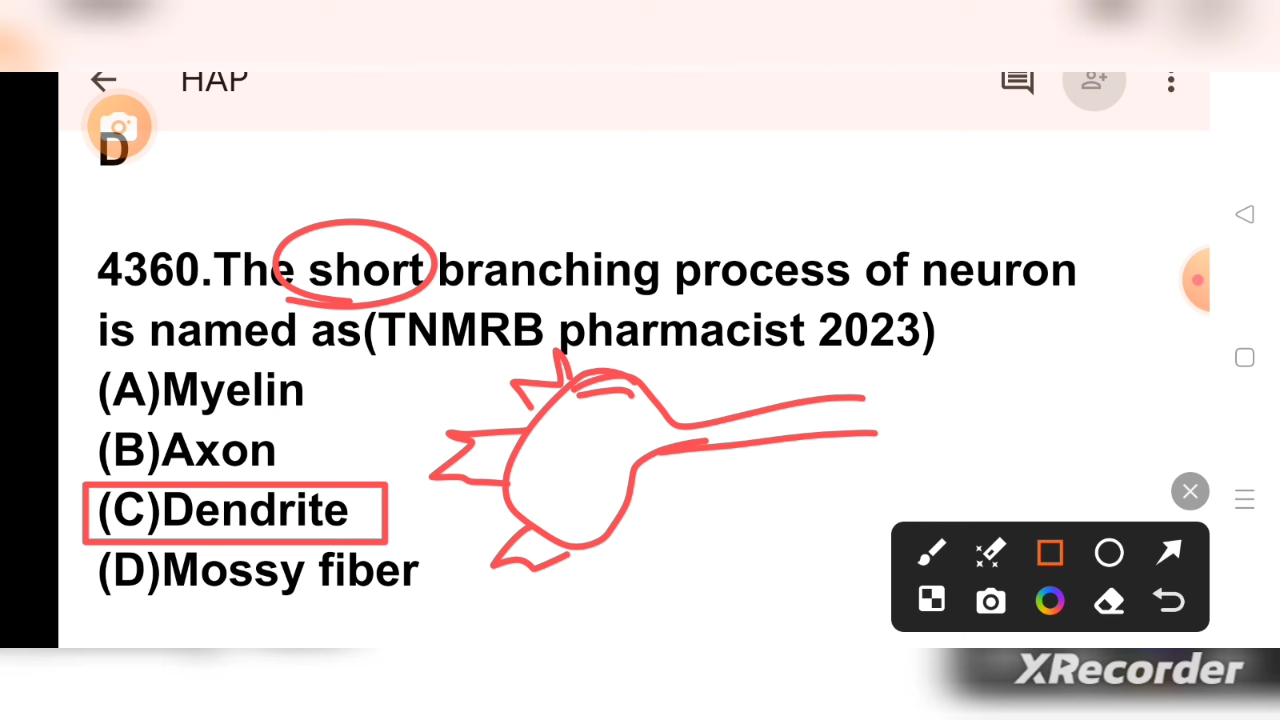 HAP
D
4360.The short branching process of neuron
is named as(TNMRB pharmacist 2023)
(A)Myelin
(B)Axon
(C)Dendrite
(D)Mossy fiber
XRecorder